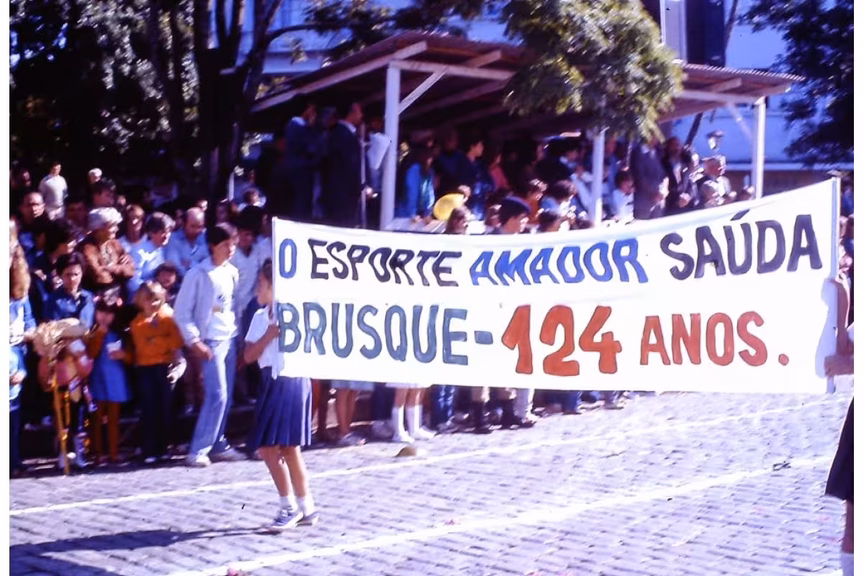 O ESPORTE AMADOR SAÚDA
BRUSQUE - 124 ANOS.